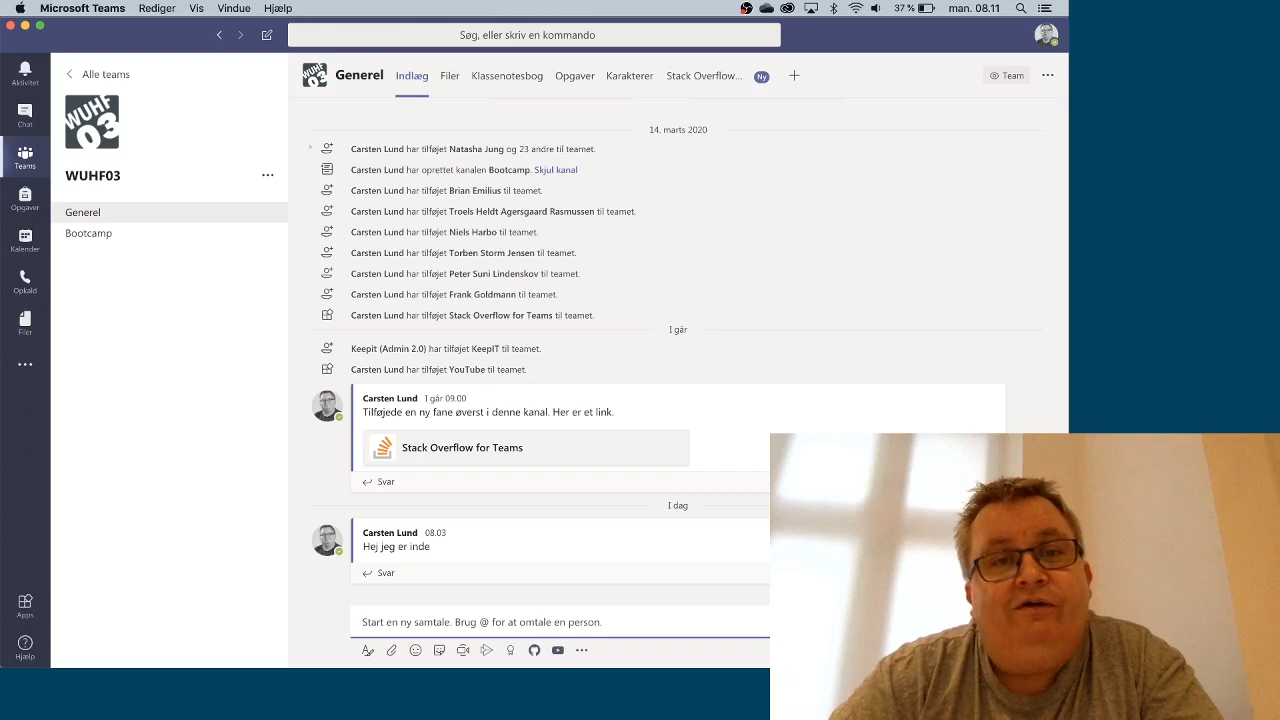 Microsoft Teams Rediger Vis Vindue Hjælp 37 % man. 08.11
Søg, eller skriv en kommando
Aktivitet
Chat
Teams
Opgaver
Kalender
Opkald
Filer
Apps
Hjælp
Alle teams
WUHF
03
WUHF03
Generel
Bootcamp
WUHF
03
Generel Indlæg Filer Klassenotesbog Opgaver Karakterer Stack Overflow... Ny Team
14. marts 2020
Carsten Lund har tilføjet Natasha Jung og 23 andre til teamet.
Carsten Lund har oprettet kanalen Bootcamp. Skjul kanal
Carsten Lund har tilføjet Brian Emilius til teamet.
Carsten Lund har tilføjet Troels Heldt Agersgaard Rasmussen til teamet.
Carsten Lund har tilføjet Niels Harbo til teamet.
Carsten Lund har tilføjet Torben Storm Jensen til teamet.
Carsten Lund har tilføjet Peter Suni Lindenskov til teamet.
Carsten Lund har tilføjet Frank Goldmann til teamet.
Carsten Lund har tilføjet Stack Overflow for Teams til teamet.
I går
Keepit (Admin 2.0) har tilføjet KeepIT til teamet.
Carsten Lund har tilføjet YouTube til teamet.
Carsten Lund I går 09.00
Tilføjede en ny fane øverst i denne kanal. Her er et link.
Stack Overflow for Teams
Svar
I dag
Carsten Lund 08.03
Hej jeg er inde
Svar
Start en ny samtale. Brug @ for at omtale en person.